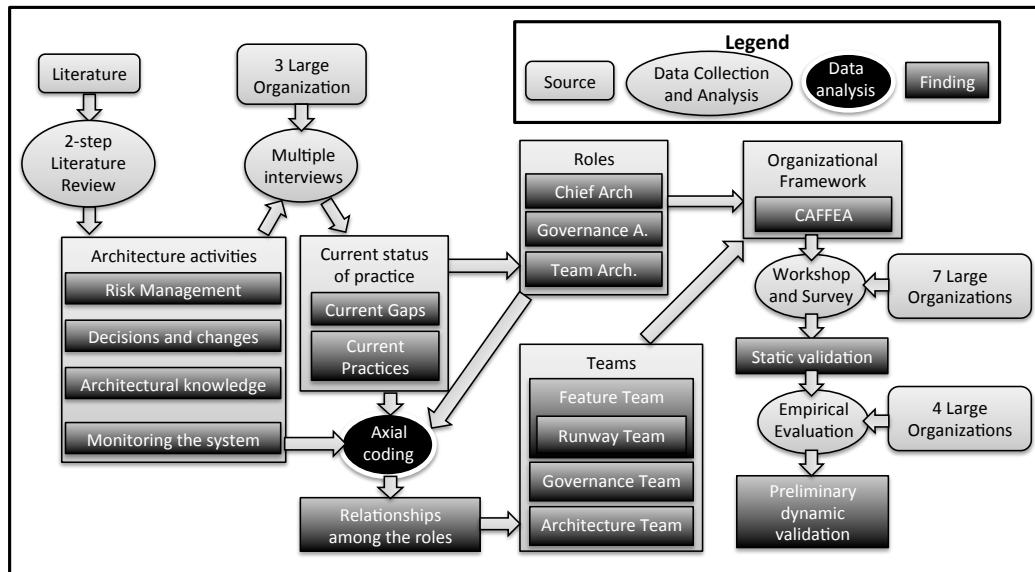 Legend
Source
Data Collection
and Analysis
Data
analysis
Finding
Literature
2-step
Literature
Review
3 Large
Organization
Multiple
interviews
Architecture activities
Risk Management
Decisions and changes
Architectural knowledge
Monitoring the system
Current status
of practice
Current Gaps
Current
Practices
Axial
coding
Relationships
among the roles
Roles
Chief Arch
Governance A.
Team Arch.
Teams
Feature Team
Runway Team
Governance Team
Architecture Team
Organizational
Framework
CAFFEA
Workshop
and Survey
7 Large
Organizations
Static validation
Empirical
Evaluation
4 Large
Organizations
Preliminary
dynamic
validation